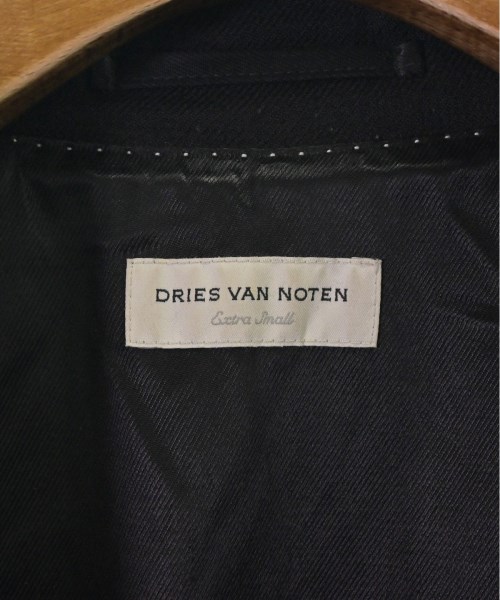 DRIES VAN NOTEN
Extra Small